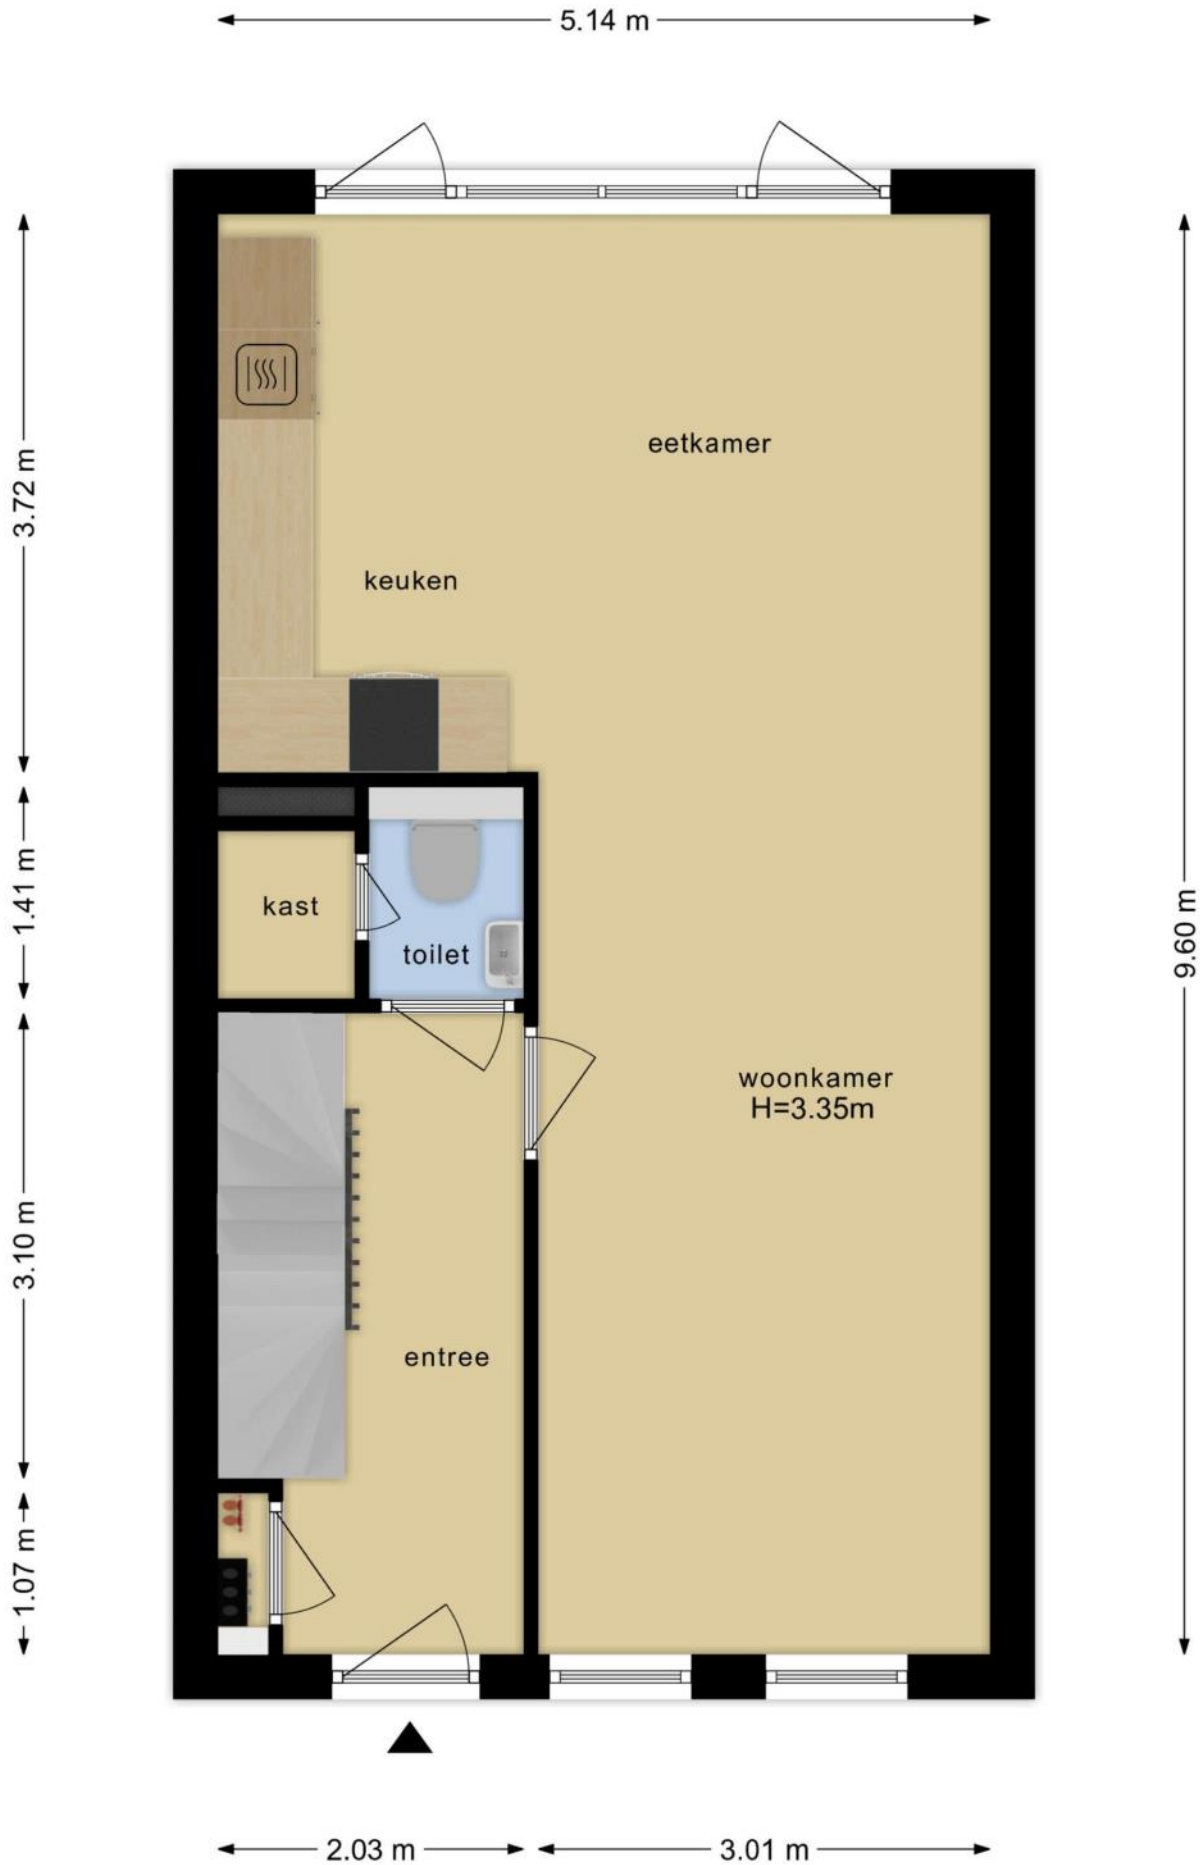 5.14 m
3.72 m
eetkamer
keuken
1.41 m
kast
toilet
9.60 m
woonkamer
H=3.35m
3.10 m
entree
1.07 m
2.03 m
3.01 m